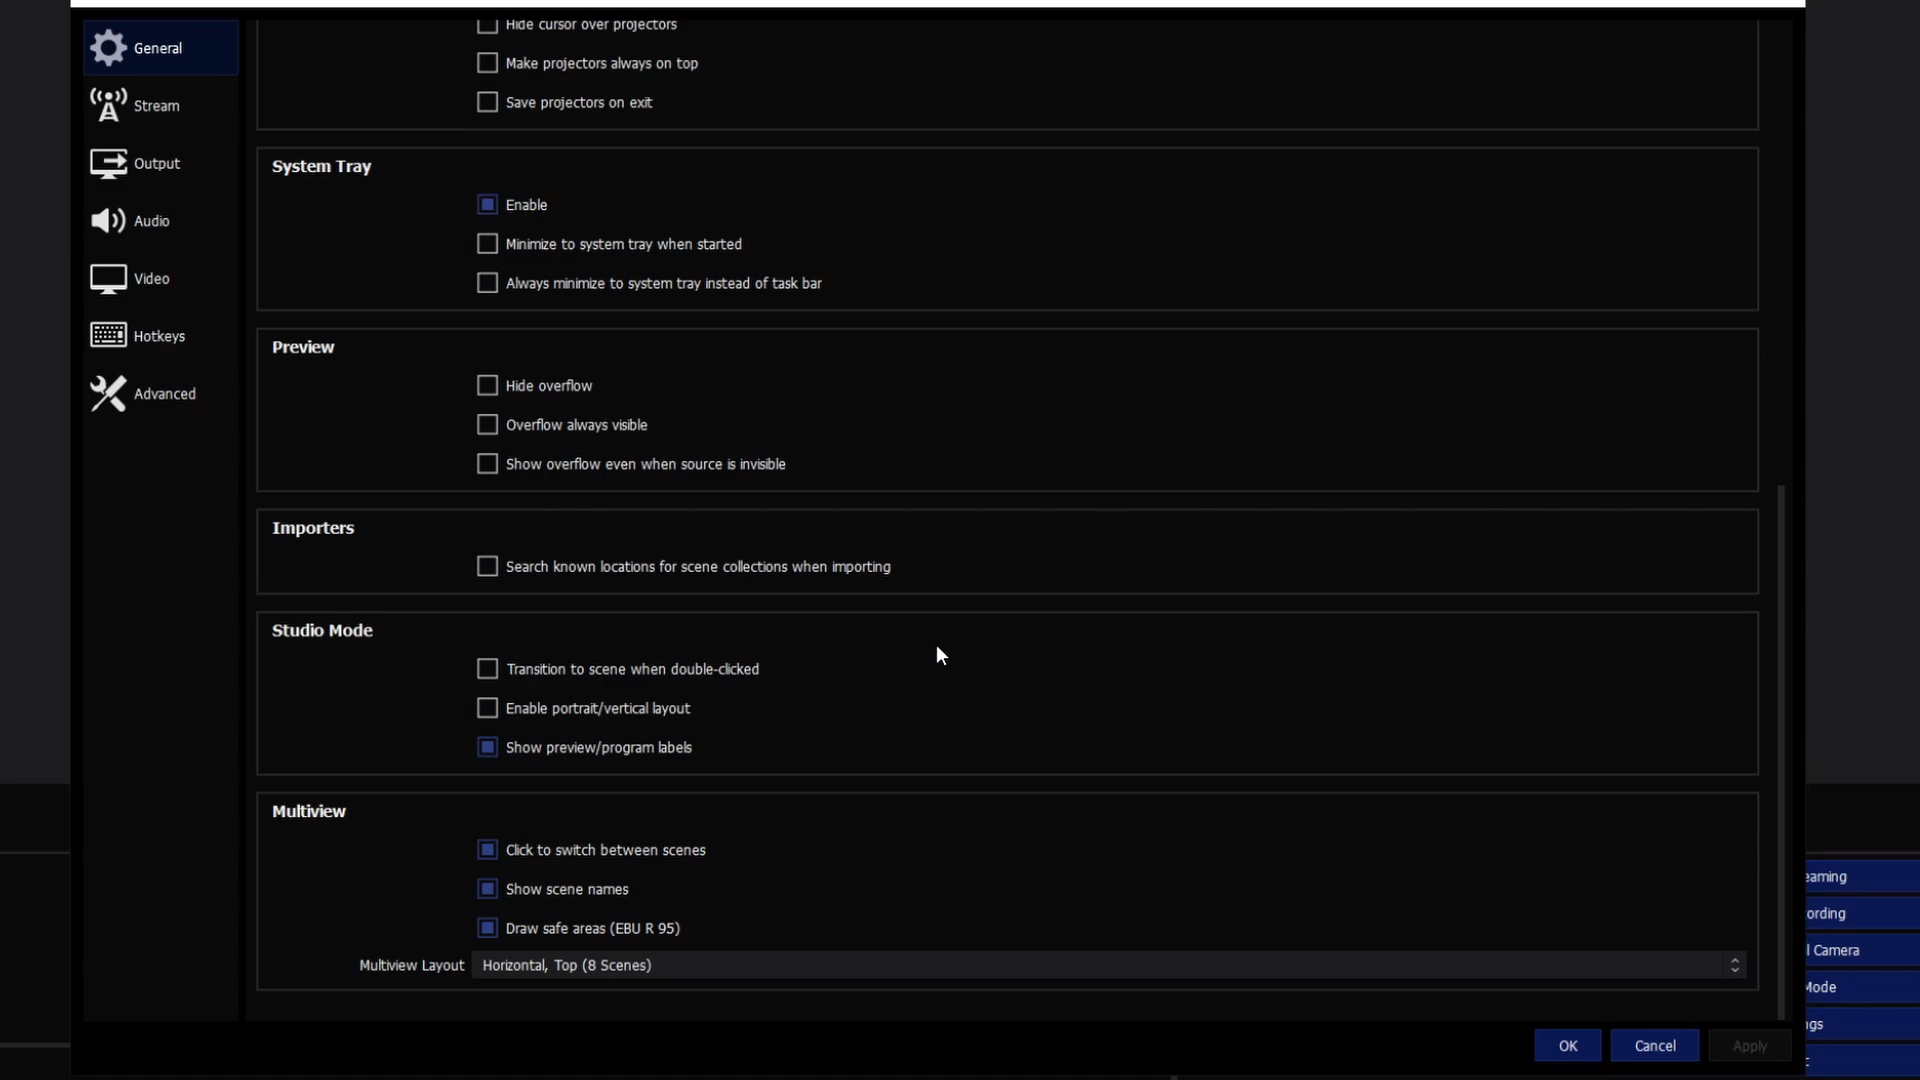 General
Stream
Output
Audio
Video
Hotkeys
Advanced
Hide cursor over projectors
Make projectors always on top
Save projectors on exit
System Tray
Enable
Minimize to system tray when started
Always minimize to system tray instead of task bar
Preview
Hide overflow
Overflow always visible
Show overflow even when source is invisible
Importers
Search known locations for scene collections when importing
Studio Mode
Transition to scene when double-clicked
Enable portrait/vertical layout
Show preview/program labels
Multiview
Click to switch between scenes
Show scene names
Draw safe areas (EBU R 95)
Multiview Layout Horizontal, Top (8 Scenes)
OK Cancel Apply
eaming
ording
l Camera
Mode
ngs